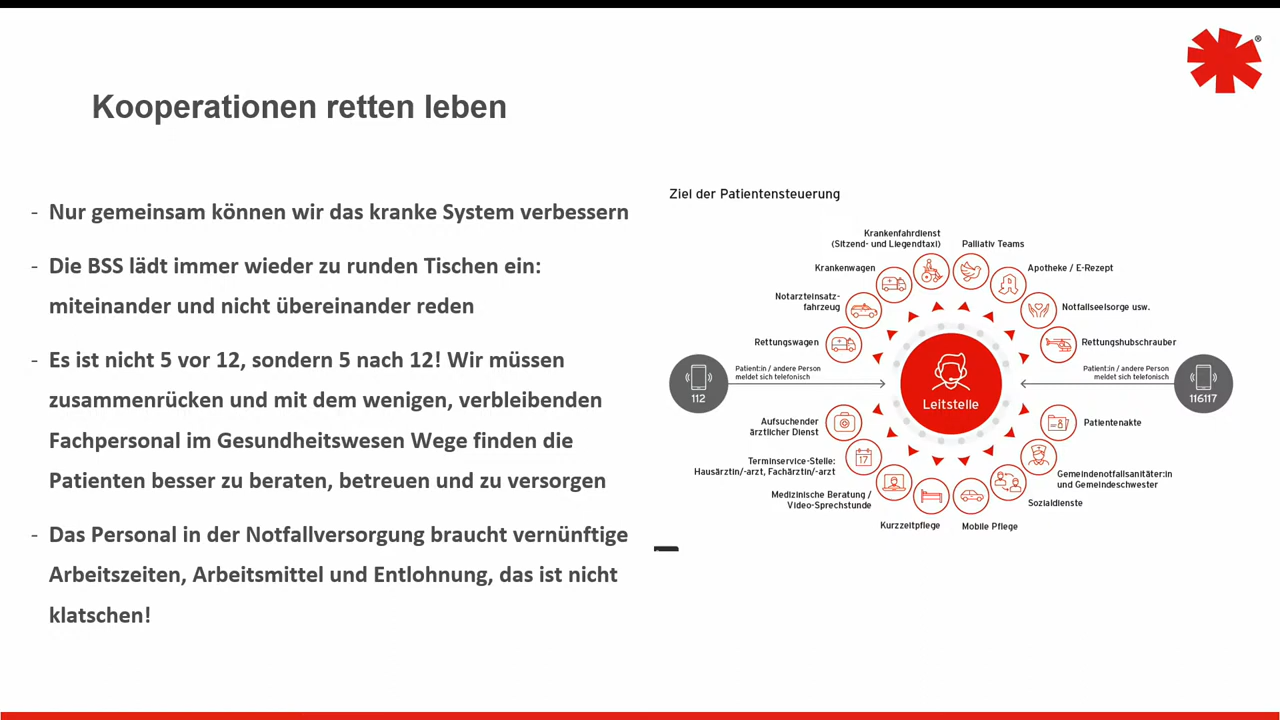 ®
Kooperationen retten leben
- Nur gemeinsam können wir das kranke System verbessern
- Die BSS lädt immer wieder zu runden Tischen ein:
miteinander und nicht übereinander reden
- Es ist nicht 5 vor 12, sondern 5 nach 12! Wir müssen
zusammenrücken und mit dem wenigen, verbleibenden
Fachpersonal im Gesundheitswesen Wege finden die
Patienten besser zu beraten, betreuen und zu versorgen
- Das Personal in der Notfallversorgung braucht vernünftige
Arbeitszeiten, Arbeitsmittel und Entlohnung, das ist nicht
klatschen!
Ziel der Patientensteuerung
Krankenfahrdienst
(Sitzend- und Liegendtaxi)
Palliativ Teams
Krankenwagen
Apotheke / E-Rezept
Notarzteinsatz-
fahrzeug
Notfallseelsorge usw.
Rettungswagen
Rettungshubschrauber
Patient:in / andere Person
meldet sich telefonisch
Patient:in / andere Person
meldet sich telefonisch
112
Leitstelle
116117
Aufsuchender
ärztlicher Dienst
Patientenakte
Terminservice-Stelle:
Hausärztin/-arzt, Fachärztin/-arzt
17
Gemeindenotfallsanitäter:in
und Gemeindeschwester
Medizinische Beratung /
Video-Sprechstunde
Sozialdienste
Kurzzeitpflege
Mobile Pflege